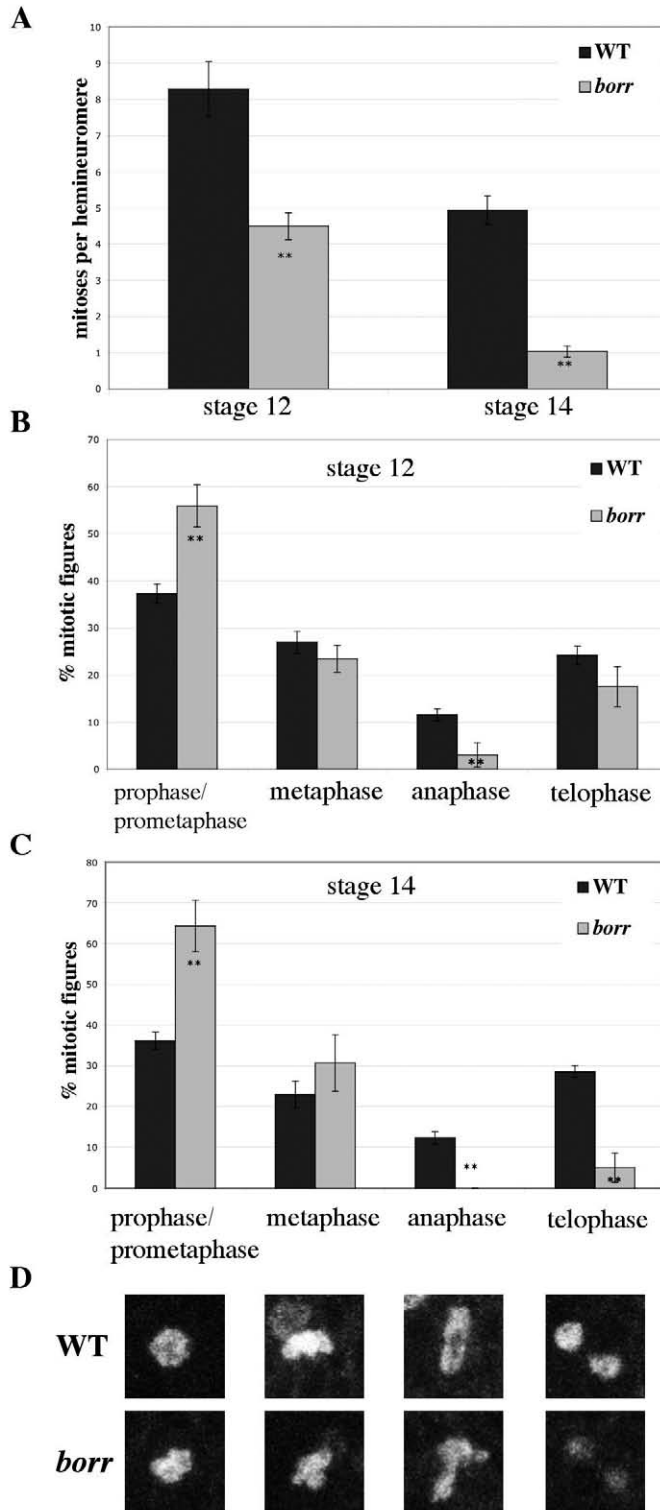 A
mitoses per hemineuromere
9
8
7
6
5
4
3
2
1
0
WT
borr
**
**
stage 12
stage 14
B
% mitotic figures
70
60
50
40
30
20
10
0
stage 12
WT
borr
**
**
prophase/
prometaphase
metaphase
anaphase
telophase
C
% mitotic figures
80
70
60
50
40
30
20
10
0
stage 14
WT
borr
**
**
**
prophase/
prometaphase
metaphase
anaphase
telophase
D
WT
borr